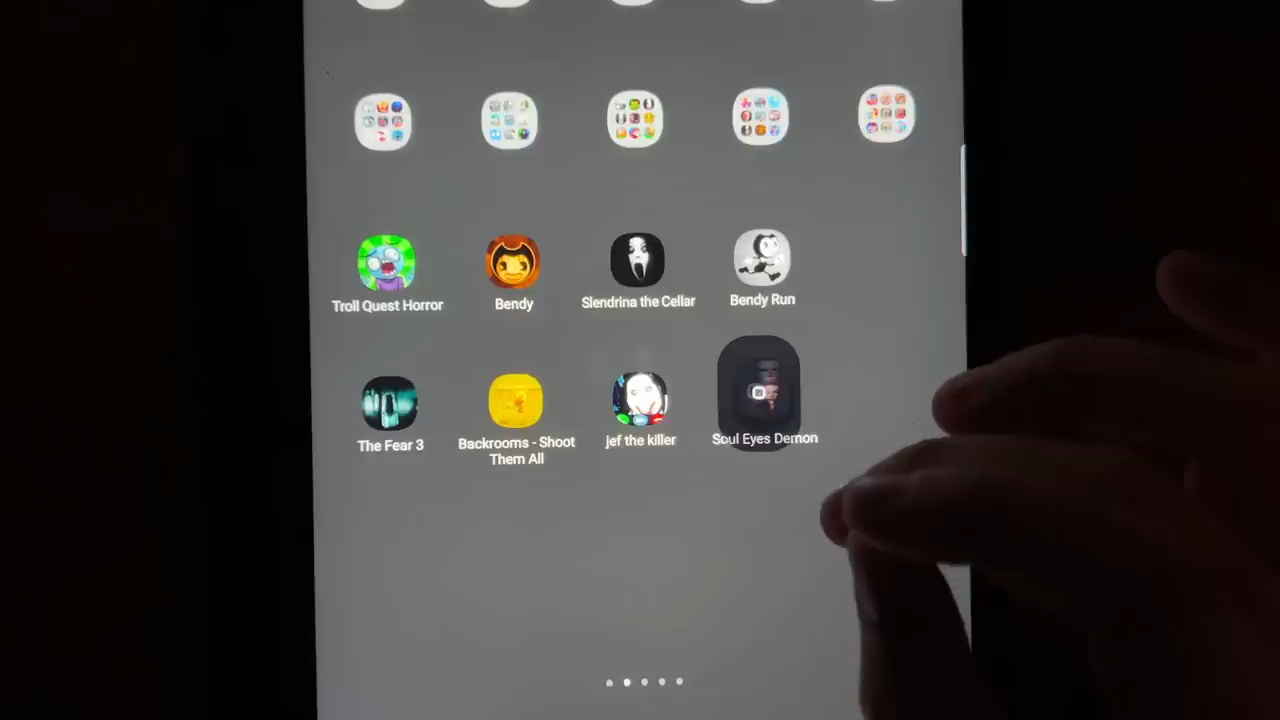 Troll Quest Horror
Bendy
Slendrina the Cellar
Bendy Run
The Fear 3
Backrooms - Shoot
Them All
jef the killer
Soul Eyes Demon